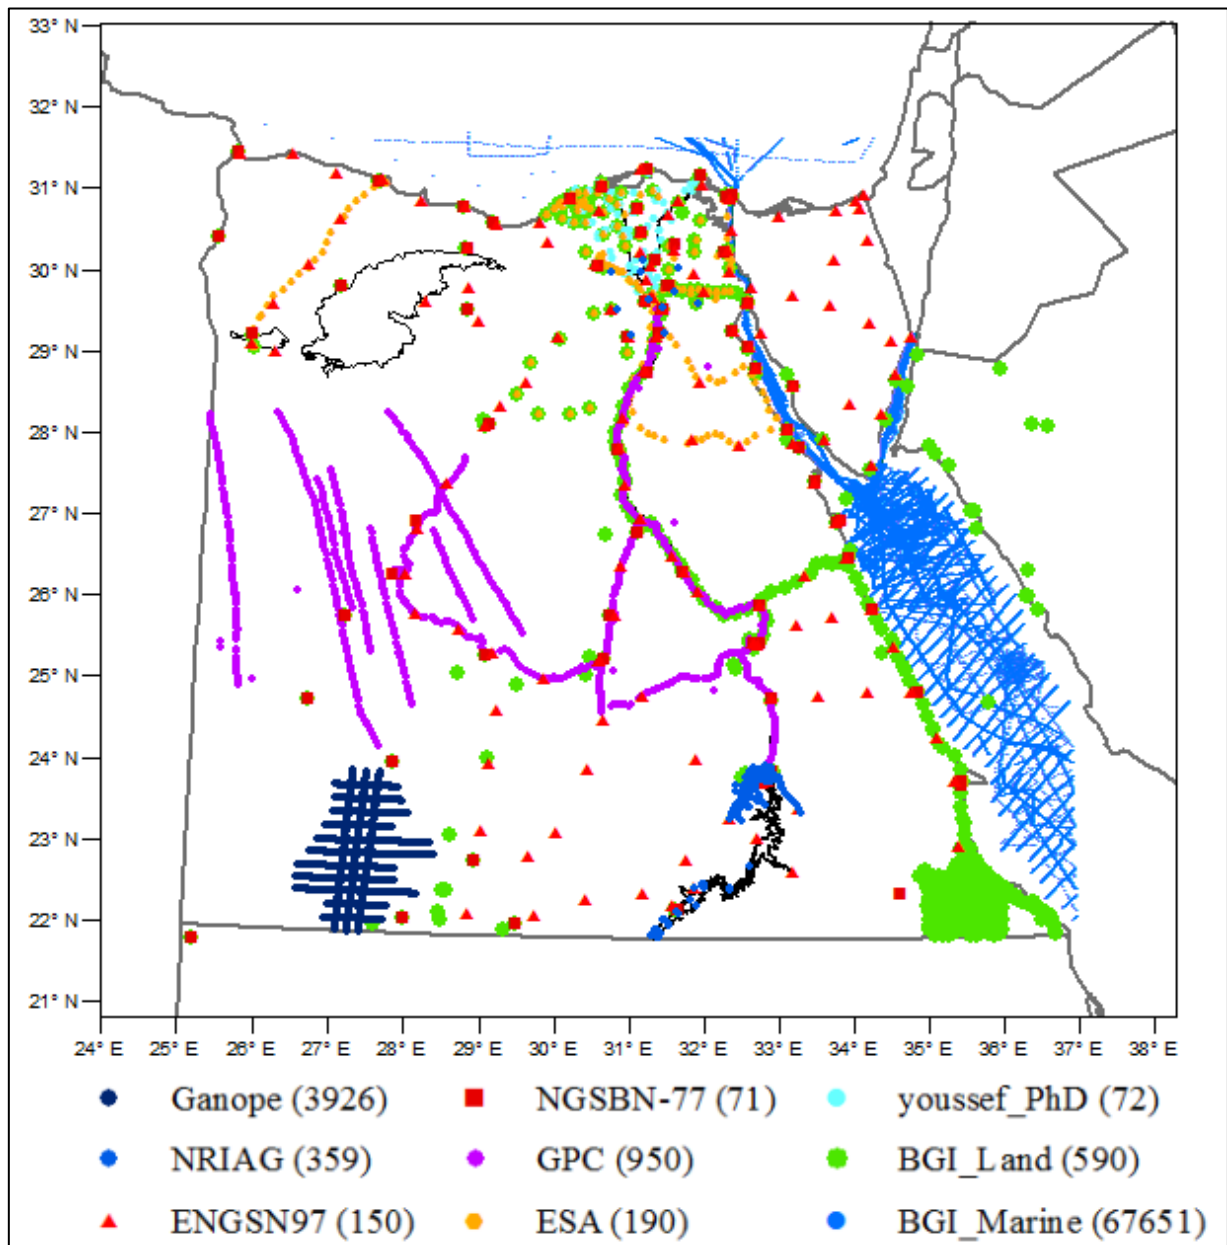 33° N
32° N
31° N
30° N
29° N
28° N
27° N
26° N
25° N
24° N
23° N
22° N
21° N
24° E 25° E 26° E 27° E 28° E 29° E 30° E 31° E 32° E 33° E 34° E 35° E 36° E 37° E 38° E
Ganope (3926) NGSBN-77 (71) youssef_PhD (72)
NRIAG (359) GPC (950) BGI_Land (590)
ENGSN97 (150) ESA (190) BGI_Marine (67651)